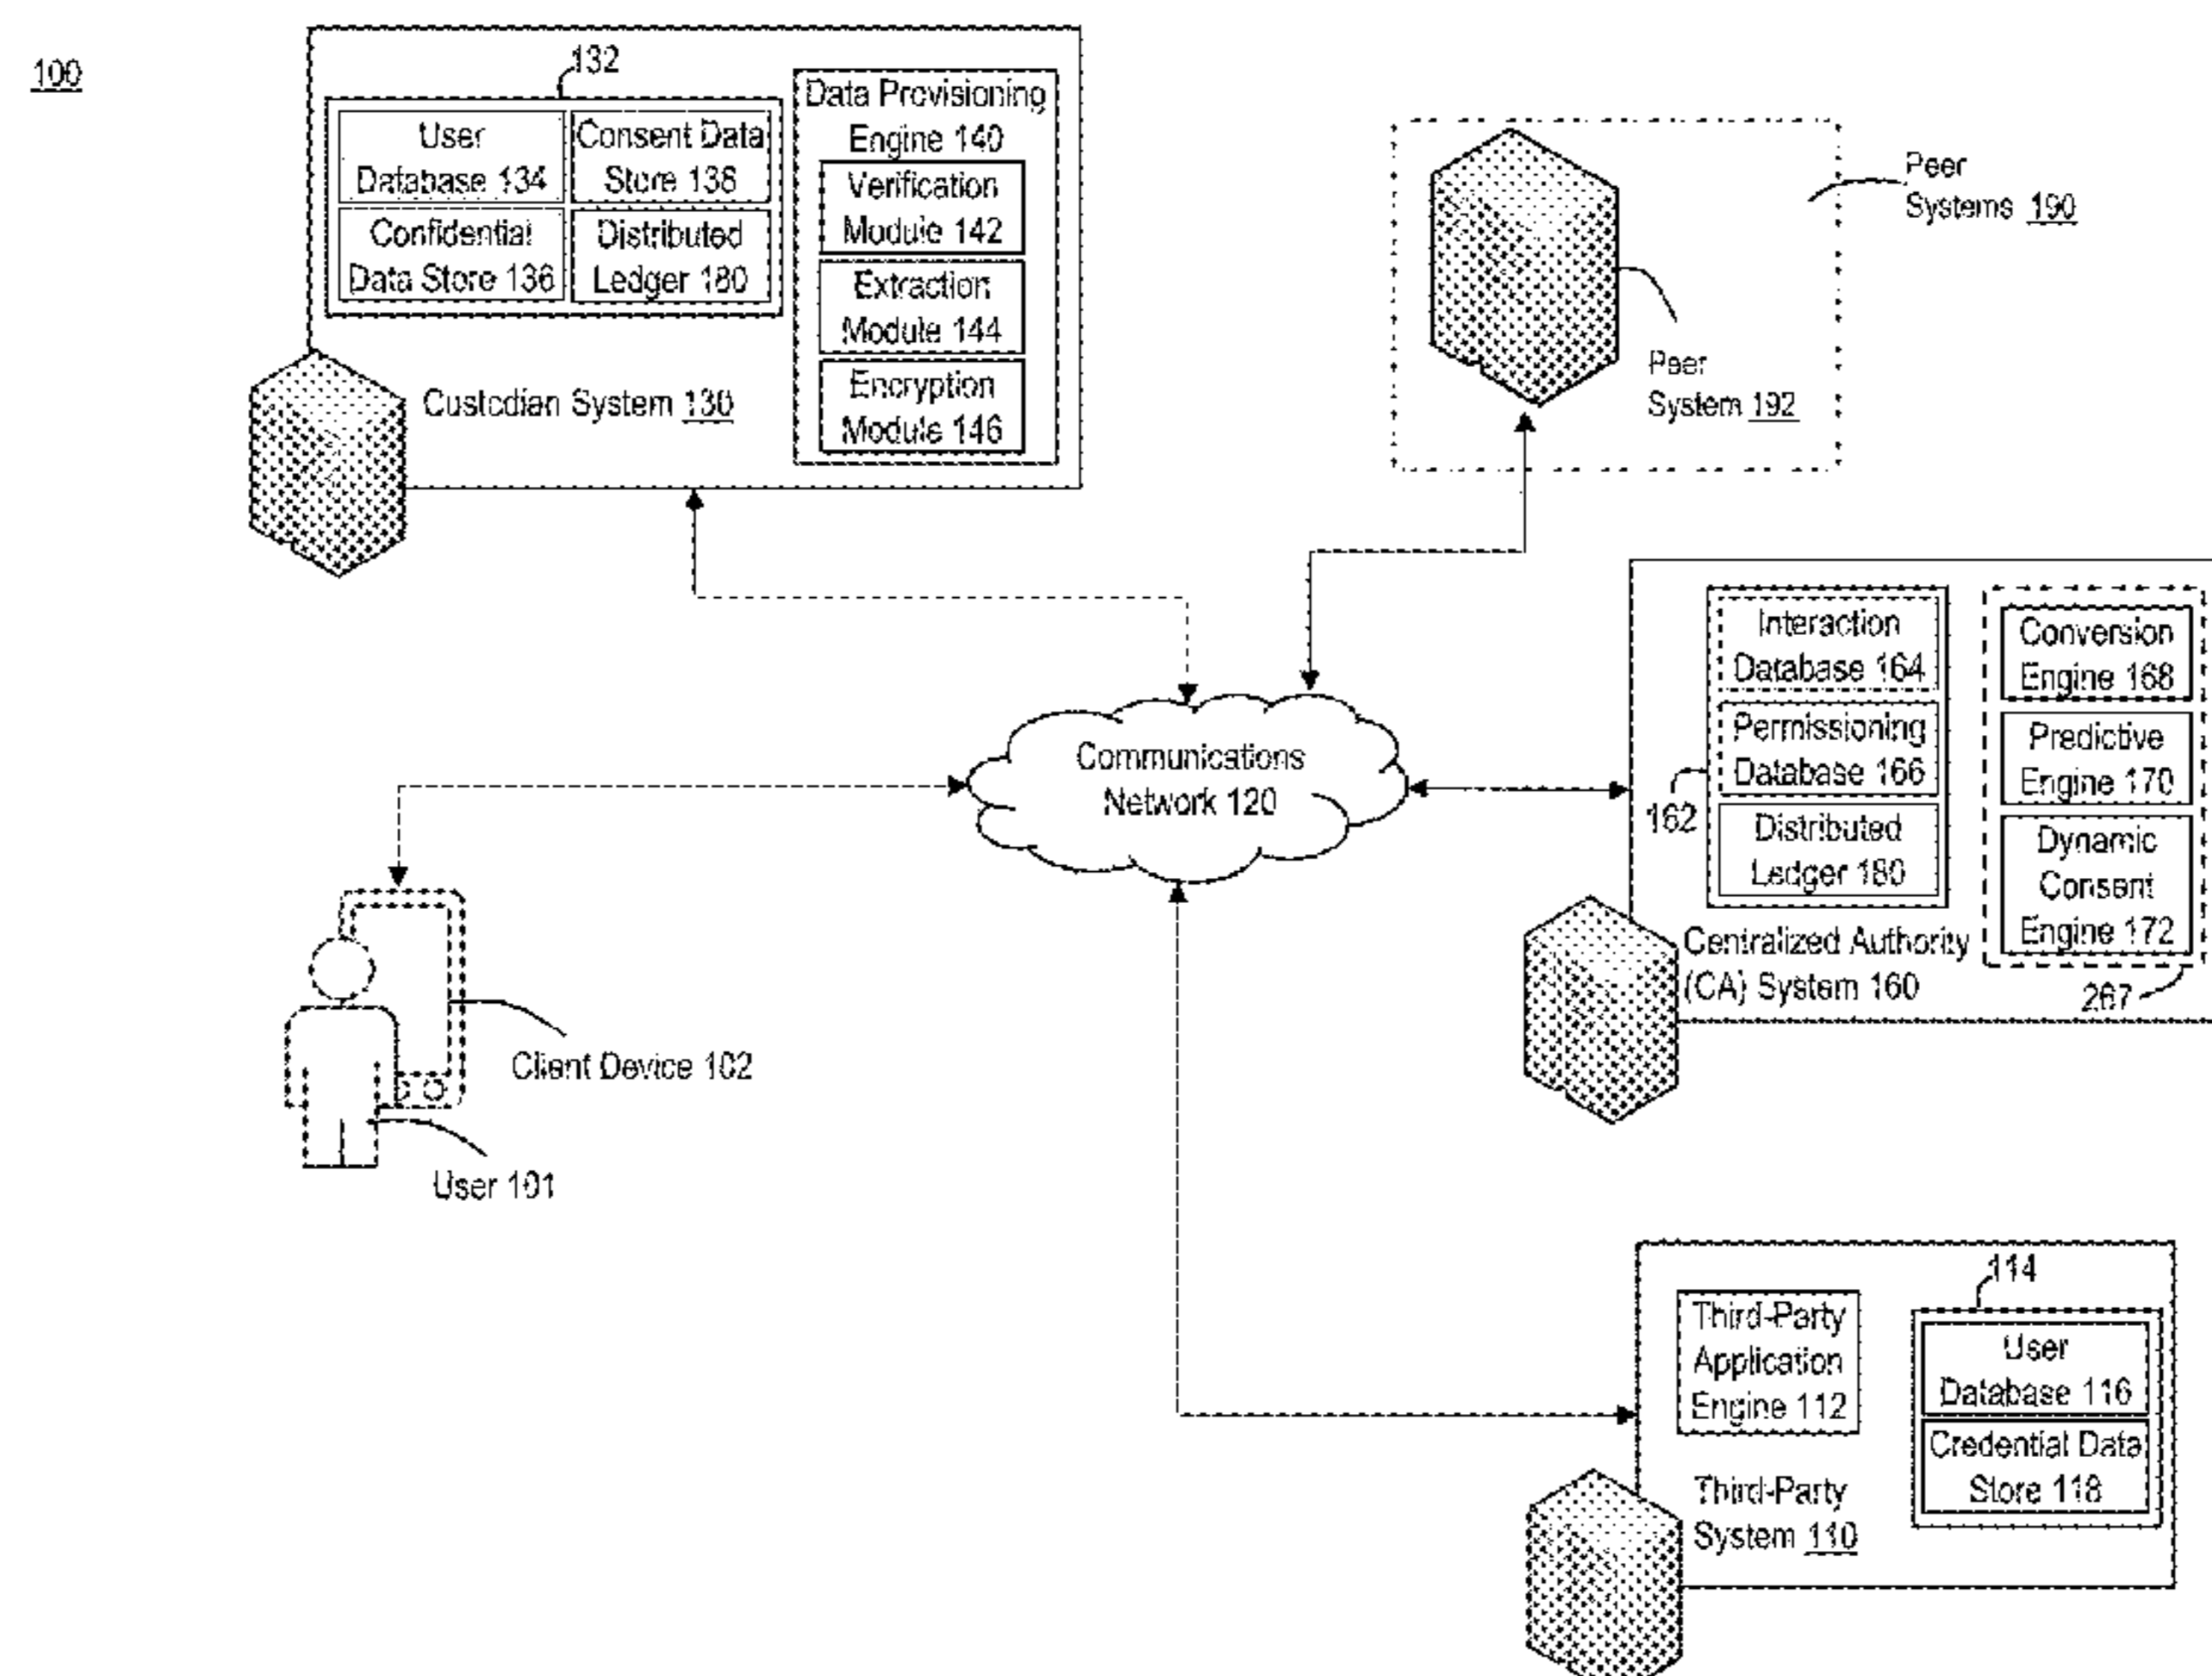 100
132
User
Database 134
Consent Data
Store 138
Confidential
Data Store 136
Distributed
Ledger 180
Data Provisioning
Engine 140
Verification
Module 142
Extraction
Module 144
Encryption
Module 146
Custodian System 130
Peer
Systems 190
Peer
System 192
Communications
Network 120
Interaction
Database 164
Permissioning
Database 166
Distributed
Ledger 180
162
Conversion
Engine 168
Predictive
Engine 170
Dynamic
Consent
Engine 172
267
Centralized Authority
(CA) System 160
Client Device 102
User 101
114
Third-Party
Application
Engine 112
User
Database 116
Credential Data
Store 118
Third-Party
System 110